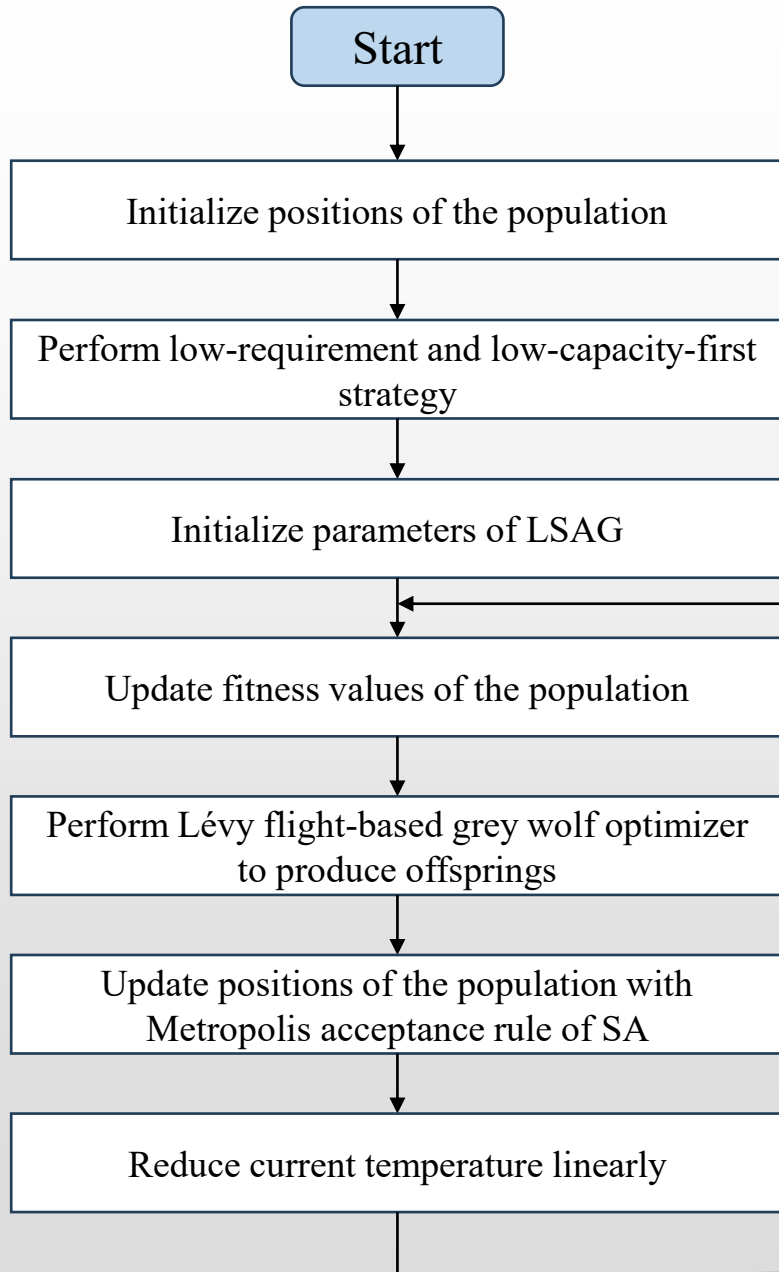 Start
Initialize positions of the population
Perform low-requirement and low-capacity-first
strategy
Initialize parameters of LSAG
Update fitness values of the population
Perform Lévy flight-based grey wolf optimizer
to produce offsprings
Update positions of the population with
Metropolis acceptance rule of SA
Reduce current temperature linearly